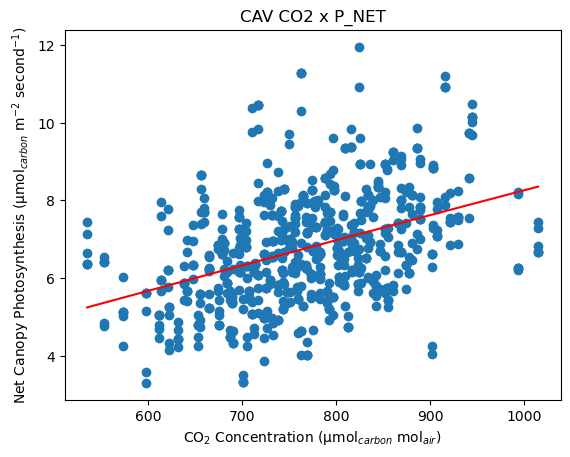 CAV CO2 x P_NET
Net Canopy Photosynthesis (μmol_carbon m⁻² second⁻¹)
12
10
8
6
4
600 700 800 900 1000
CO₂ Concentration (μmol_carbon mol_air)